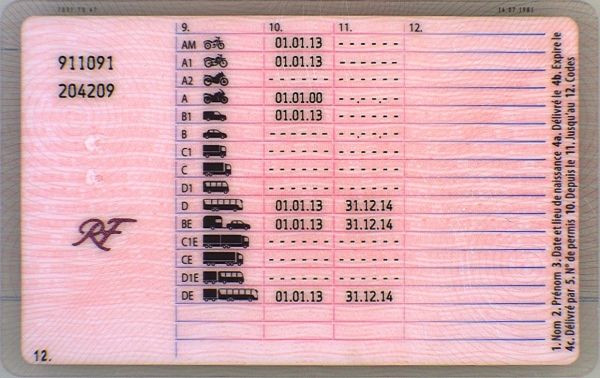 9. 10. 11. 12.
911091
204209
AM 01.01.13 - - - - - -
A1 01.01.13 - - - - - -
A2 - - - - - - - - - - - -
A 01.01.00 --.--.--
B1 01.01.13 - - - - - -
B - - - - - - --.--.--
C1 - - - - - - - - - - - -
C - - - - - - - - - - - -
D1 - - - - - - - - - - - -
D 01.01.13 31.12.14
BE 01.01.13 31.12.14
C1E - - - - - - - - - - - -
CE - - - - - - - - - - - -
D1E - - - - - - - - - - - -
DE 01.01.13 31.12.14
RF
12.
1. Nom 2. Prénom 3. Date et lieu de naissance 4a. Délivré le 4b. Expire le
4c. Délivré par 5. N° de permis 10. Depuis le 11. Jusqu'au 12. Codes